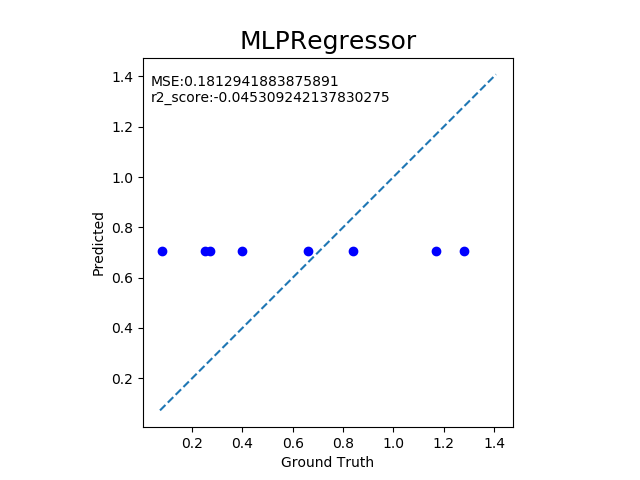 MLPRegressor
MSE:0.1812941883875891
r2_score:-0.045309242137830275
1.4
1.2
1.0
0.8
0.6
0.4
0.2
Predicted
0.2 0.4 0.6 0.8 1.0 1.2 1.4
Ground Truth